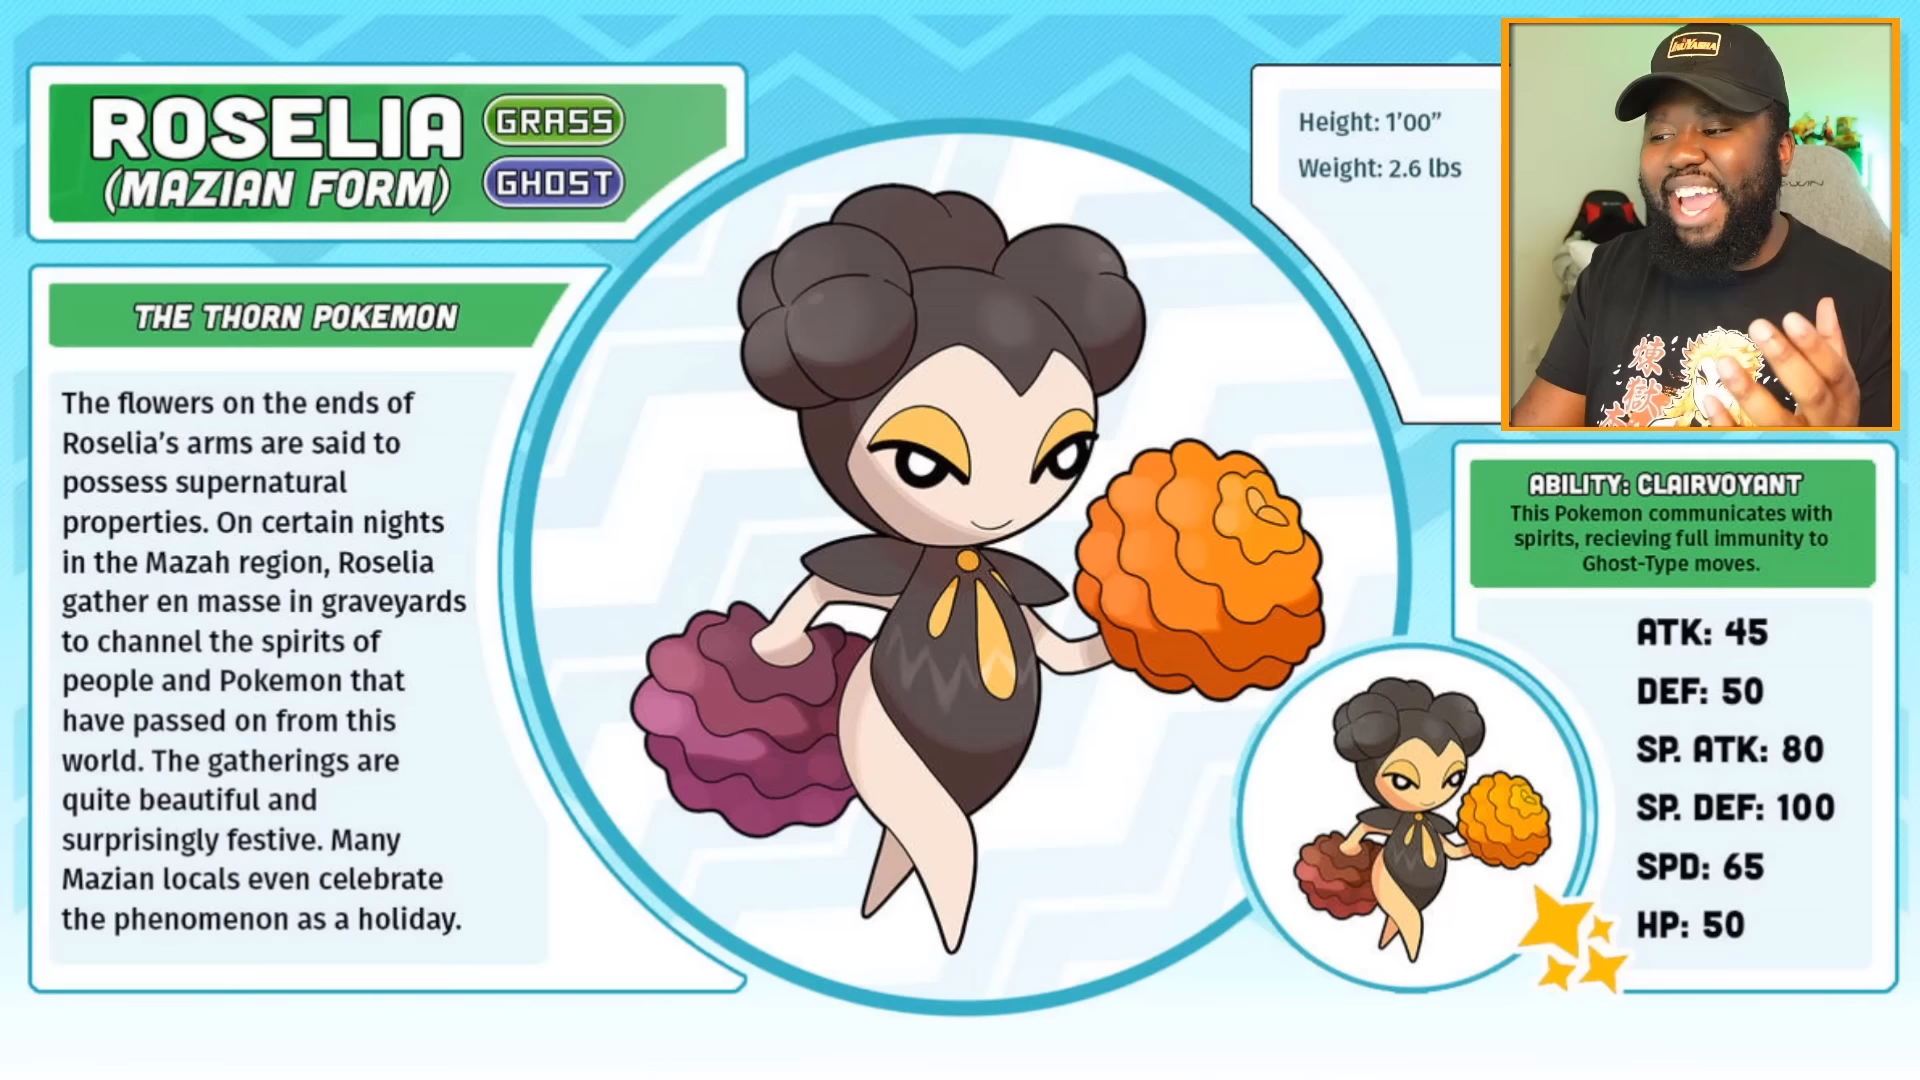 ROSELIA
(MAZIAN FORM)
GRASS
GHOST
THE THORN POKEMON
The flowers on the ends of
Roselia’s arms are said to
possess supernatural
properties. On certain nights
in the Mazah region, Roselia
gather en masse in graveyards
to channel the spirits of
people and Pokemon that
have passed on from this
world. The gatherings are
quite beautiful and
surprisingly festive. Many
Mazian locals even celebrate
the phenomenon as a holiday.
Height: 1’00”
Weight: 2.6 lbs
INUYASHA
煉
獄
ABILITY: CLAIRVOYANT
This Pokemon communicates with
spirits, recieving full immunity to
Ghost-Type moves.
ATK: 45
DEF: 50
SP. ATK: 80
SP. DEF: 100
SPD: 65
HP: 50